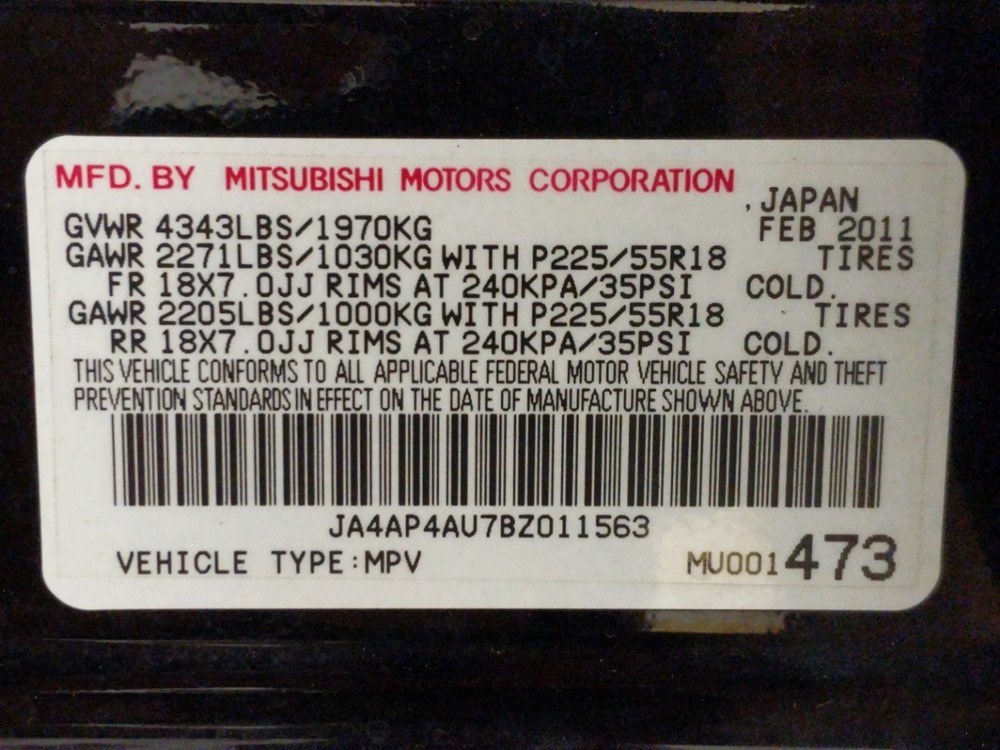 MFD. BY MITSUBISHI MOTORS CORPORATION
, JAPAN
GVWR 4343LBS/1970KG FEB 2011
GAWR 2271LBS/1030KG WITH P225/55R18 TIRES
FR 18X7.0JJ RIMS AT 240KPA/35PSI COLD.
GAWR 2205LBS/1000KG WITH P225/55R18 TIRES
RR 18X7.0JJ RIMS AT 240KPA/35PSI COLD.
THIS VEHICLE CONFORMS TO ALL APPLICABLE FEDERAL MOTOR VEHICLE SAFETY AND THEFT
PREVENTION STANDARDS IN EFFECT ON THE DATE OF MANUFACTURE SHOWN ABOVE.
JA4AP4AU7BZ011563
VEHICLE TYPE:MPV MU001473